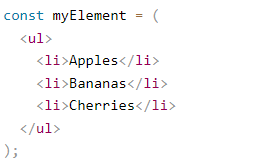 const myElement = (
  <ul>
    <li>Apples</li>
    <li>Bananas</li>
    <li>Cherries</li>
  </ul>
);